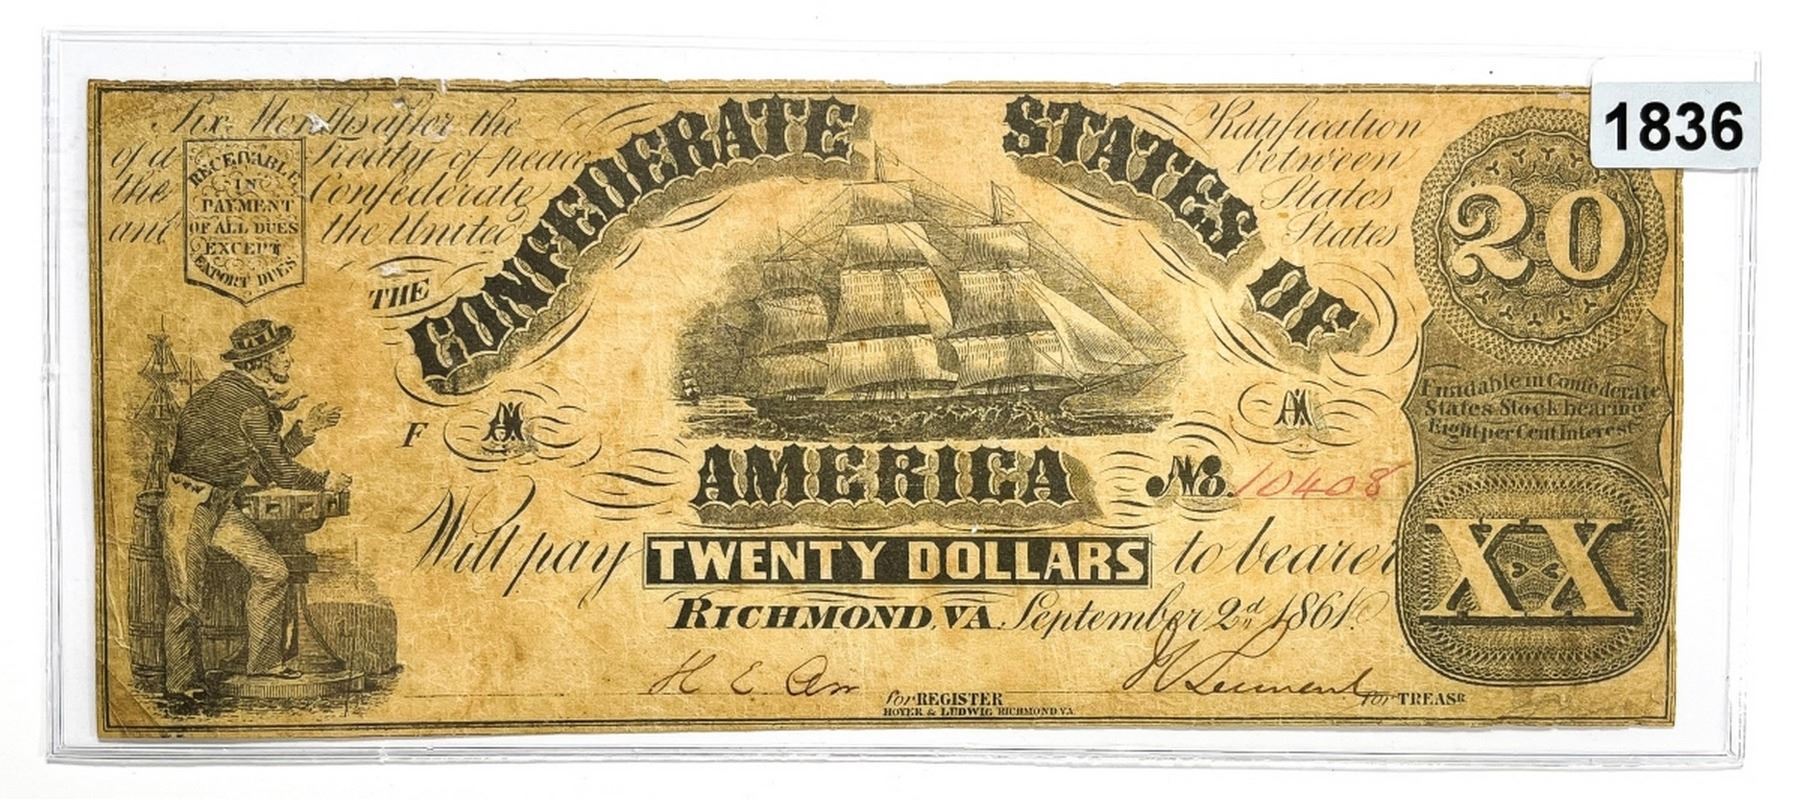 1836
Six Months after the Ratification
of a Treaty of peace between
the Confederate States
and the United States
RECEIVABLE
IN
PAYMENT
OF ALL DUES
EXCEPT
EXPORT DUES
THE CONFEDERATE STATES OF
20
F A A
Fundable in Confederate
States Stock bearing
Eight per Cent Interest
AMERICA No. 10408
Will pay TWENTY DOLLARS to bearer
XX
RICHMOND, VA. September 2d 1861.
H E
for REGISTER for TREASR
HOYER & LUDWIG RICHMOND VA.